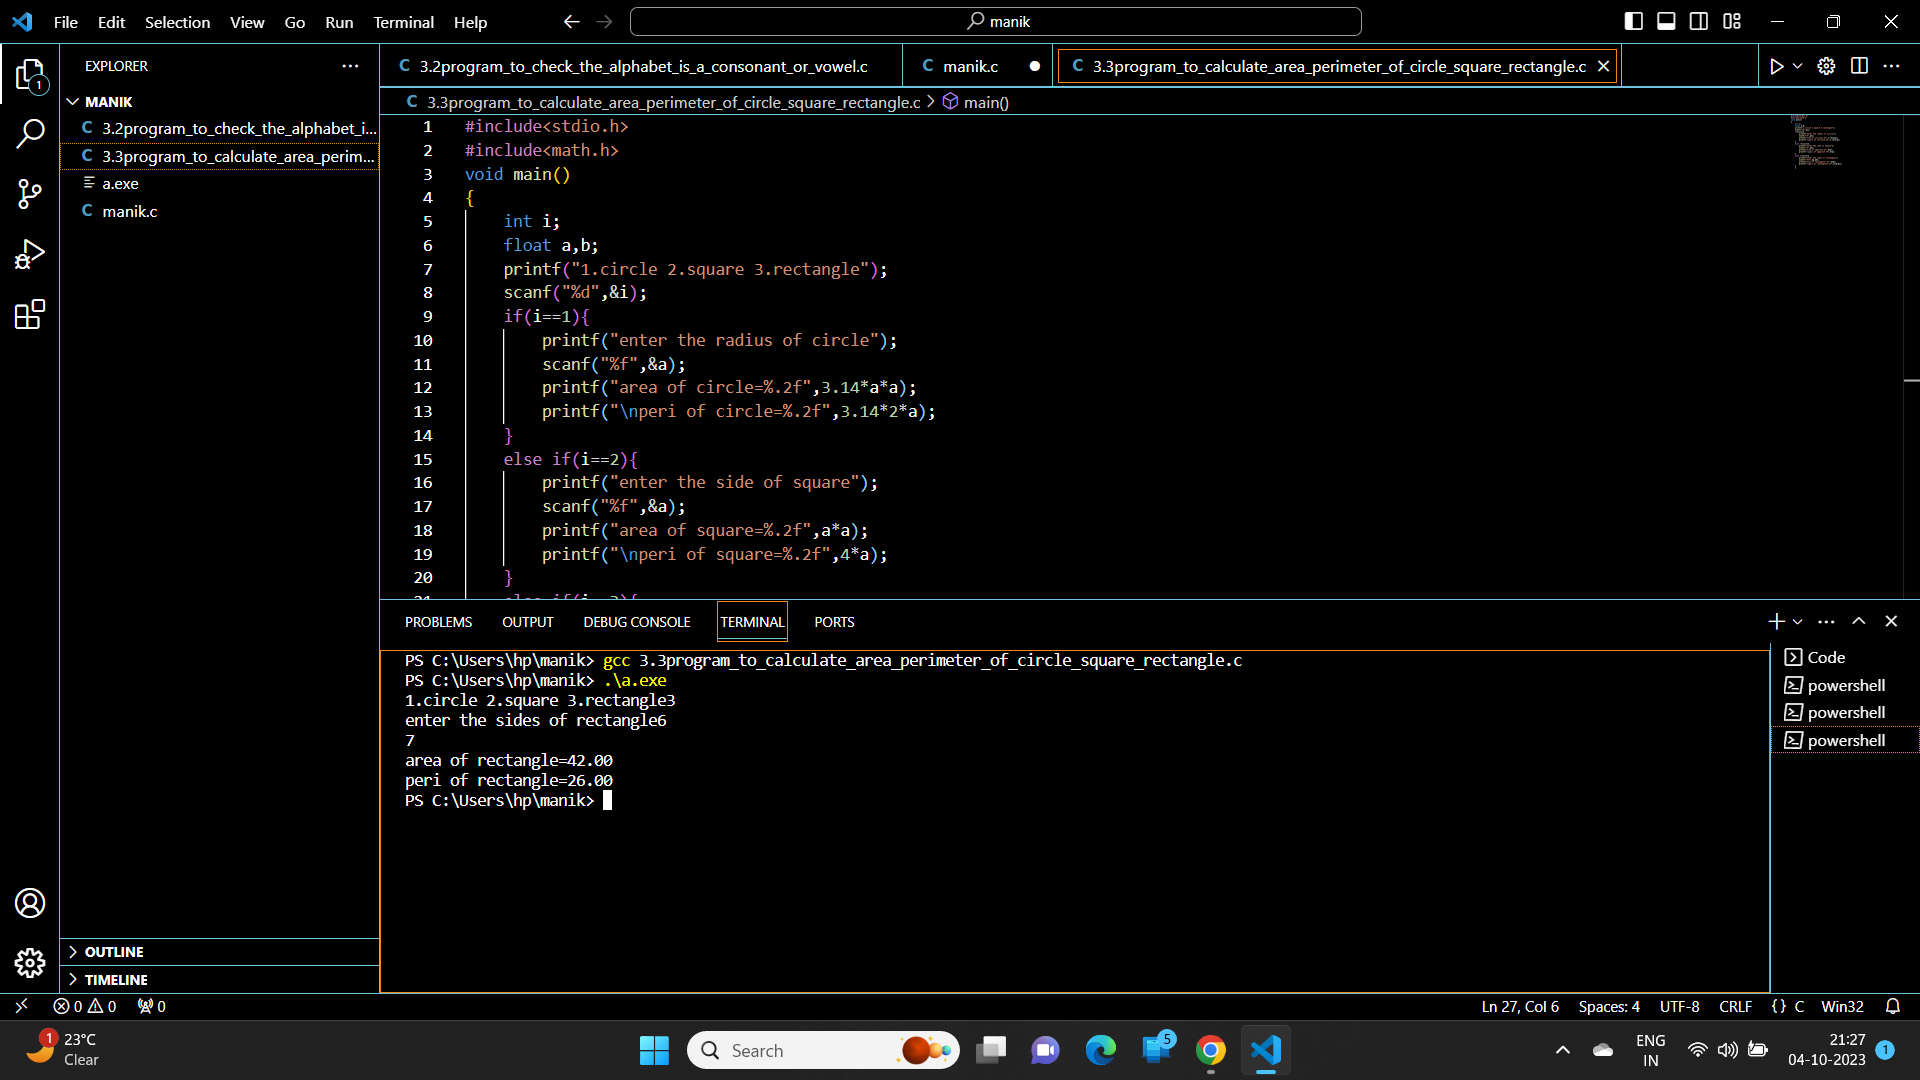 File Edit Selection View Go Run Terminal Help
manik
EXPLORER
3.2program_to_check_the_alphabet_is_a_consonant_or_vowel.c
manik.c
3.3program_to_calculate_area_perimeter_of_circle_square_rectangle.c
1
MANIK
3.2program_to_check_the_alphabet_i...
3.3program_to_calculate_area_perim...
a.exe
manik.c
3.3program_to_calculate_area_perimeter_of_circle_square_rectangle.c > main()
1 #include<stdio.h>
2 #include<math.h>
3 void main()
4 {
5 int i;
6 float a,b;
7 printf("1.circle 2.square 3.rectangle");
8 scanf("%d",&i);
9 if(i==1){
10 printf("enter the radius of circle");
11 scanf("%f",&a);
12 printf("area of circle=%.2f",3.14*a*a);
13 printf("\nperi of circle=%.2f",3.14*2*a);
14 }
15 else if(i==2){
16 printf("enter the side of square");
17 scanf("%f",&a);
18 printf("area of square=%.2f",a*a);
19 printf("\nperi of square=%.2f",4*a);
20 }
PROBLEMS OUTPUT DEBUG CONSOLE TERMINAL PORTS
PS C:\Users\hp\manik> gcc 3.3program_to_calculate_area_perimeter_of_circle_square_rectangle.c
PS C:\Users\hp\manik> .\a.exe
1.circle 2.square 3.rectangle3
enter the sides of rectangle6
7
area of rectangle=42.00
peri of rectangle=26.00
PS C:\Users\hp\manik>
Code
powershell
powershell
powershell
OUTLINE
TIMELINE
0 0 0
Ln 27, Col 6 Spaces: 4 UTF-8 CRLF {} C Win32
1
23°C
Clear
Search
5
ENG
IN
21:27
04-10-2023
1